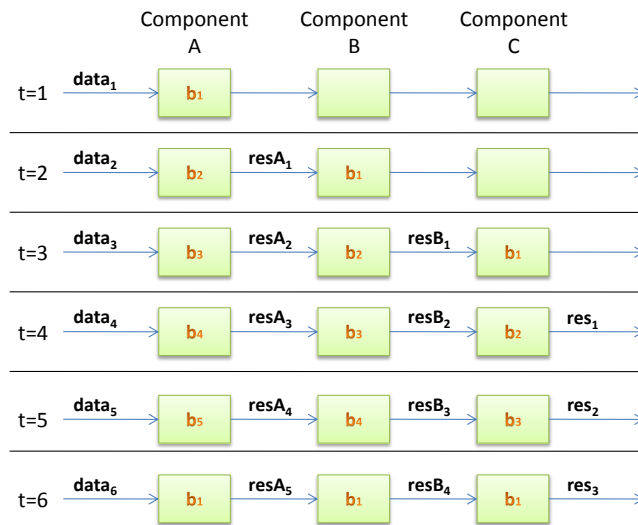 Component A
Component B
Component C
t=1 data₁ b₁
t=2 data₂ b₂ resA₁ b₁
t=3 data₃ b₃ resA₂ b₂ resB₁ b₁
t=4 data₄ b₄ resA₃ b₃ resB₂ b₂ res₁
t=5 data₅ b₅ resA₄ b₄ resB₃ b₃ res₂
t=6 data₆ b₁ resA₅ b₁ resB₄ b₁ res₃